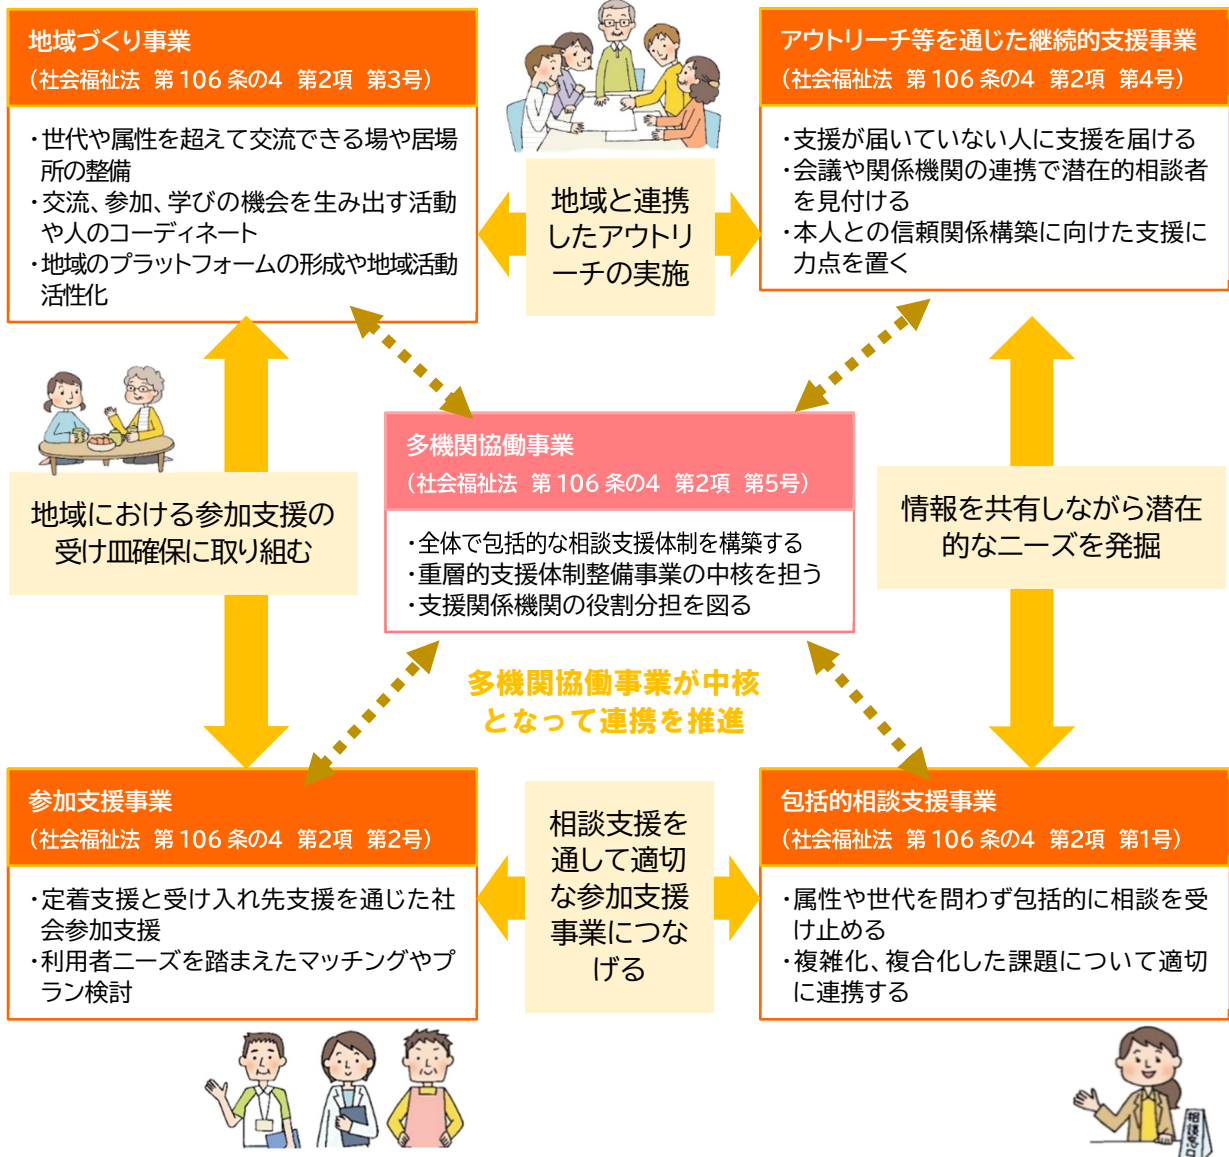 地域づくり事業
（社会福祉法 第106条の4 第2項 第3号）
・世代や属性を超えて交流できる場や居場
所の整備
・交流、参加、学びの機会を生み出す活動
や人のコーディネート
・地域のプラットフォームの形成や地域活動
活性化
地域と連携
したアウトリ
ーチの実施
アウトリーチ等を通じた継続的支援事業
（社会福祉法 第106条の4 第2項 第4号）
・支援が届いていない人に支援を届ける
・会議や関係機関の連携で潜在的相談者
を見付ける
・本人との信頼関係構築に向けた支援に
力点を置く
地域における参加支援の
受け皿確保に取り組む
多機関協働事業
（社会福祉法 第106条の4 第2項 第5号）
・全体で包括的な相談支援体制を構築する
・重層的支援体制整備事業の中核を担う
・支援関係機関の役割分担を図る
情報を共有しながら潜在
的なニーズを発掘
多機関協働事業が中核
となって連携を推進
参加支援事業
（社会福祉法 第106条の4 第2項 第2号）
・定着支援と受け入れ先支援を通じた社
会参加支援
・利用者ニーズを踏まえたマッチングやプ
ラン検討
相談支援を
通して適切
な参加支援
事業につな
げる
包括的相談支援事業
（社会福祉法 第106条の4 第2項 第1号）
・属性や世代を問わず包括的に相談を受
け止める
・複雑化、複合化した課題について適切
に連携する
相談窓口